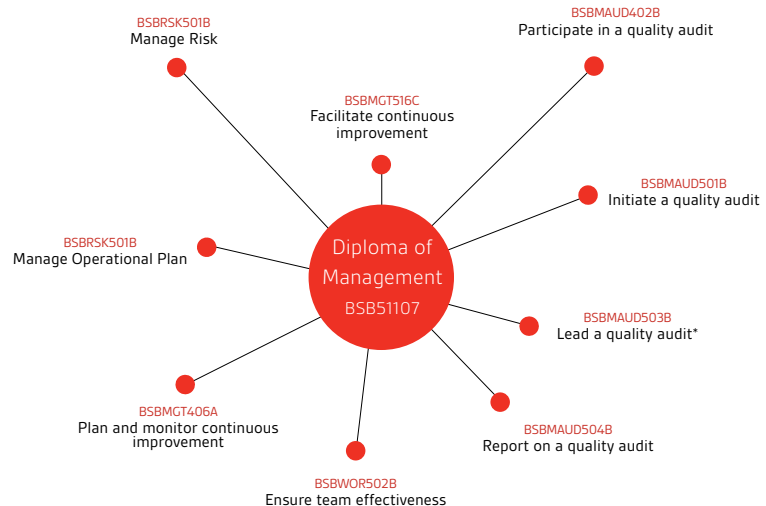 BSBRSK501B
Manage Risk
BSBMAUD402B
Participate in a quality audit
BSBMGT516C
Facilitate continuous
improvement
BSBMAUD501B
Initiate a quality audit
BSBRSK501B
Manage Operational Plan
Diploma of
Management
BSB51107
BSBMAUD503B
Lead a quality audit*
BSBMGT406A
Plan and monitor continuous
improvement
BSBMAUD504B
Report on a quality audit
BSBWOR502B
Ensure team effectiveness